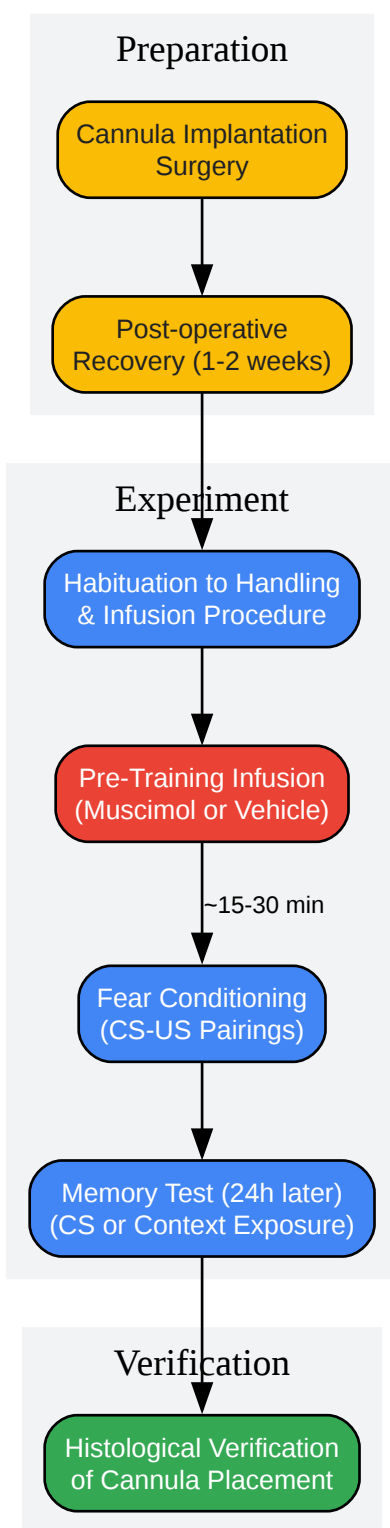 Preparation
Cannula Implantation
Surgery
Post-operative
Recovery (1-2 weeks)
Experiment
Habituation to Handling
& Infusion Procedure
Pre-Training Infusion
(Muscimol or Vehicle)
~15-30 min
Fear Conditioning
(CS-US Pairings)
Memory Test (24h later)
(CS or Context Exposure)
Verification
Histological Verification
of Cannula Placement